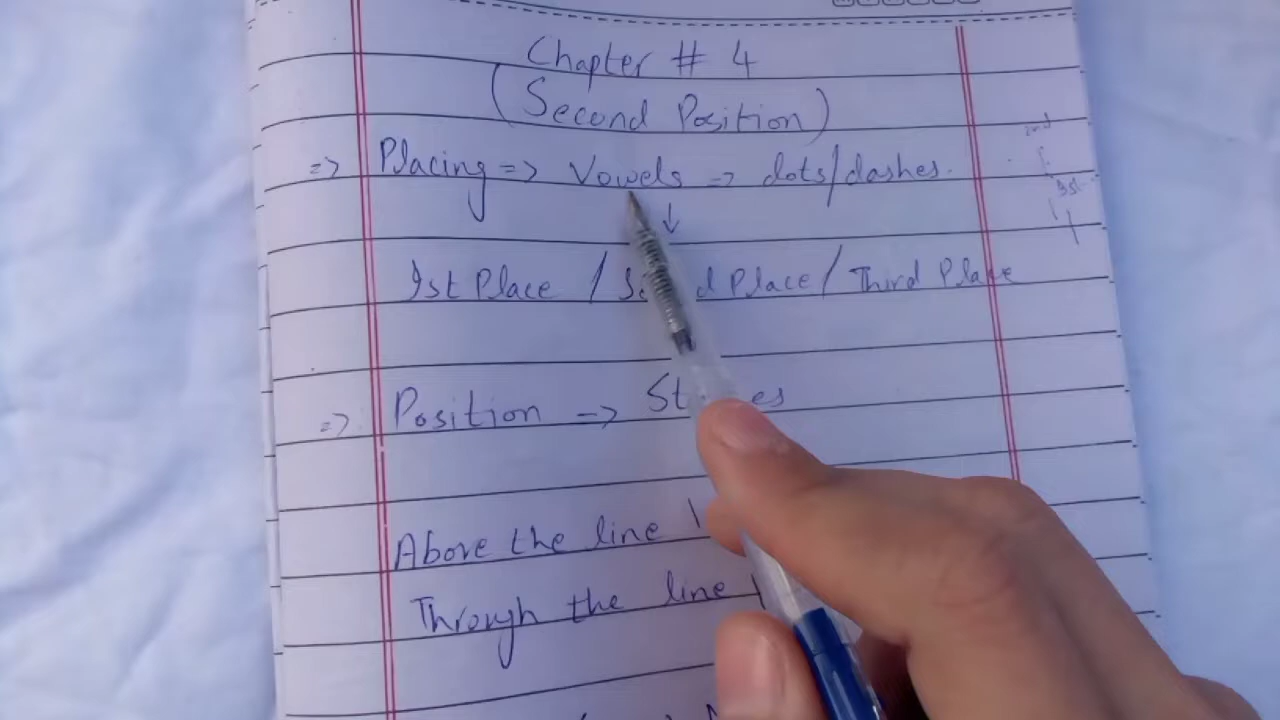 Chapter # 4
(Second Position)
=> Placing => Vowels => dots/dashes.
↓
1st Place / Place / Third Place
=> Position =>
Above the line
Through the line